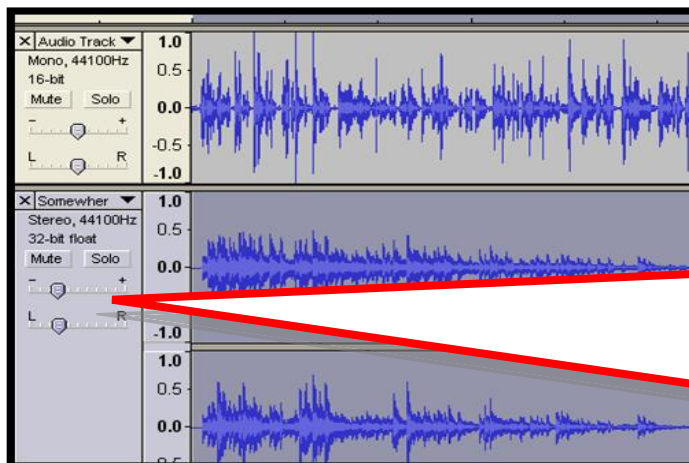 X Audio Track ▼
Mono, 44100Hz
16-bit
Mute Solo
- +
L R
1.0
0.5
0.0
-0.5
-1.0
X Somewher ▼
Stereo, 44100Hz
32-bit float
Mute Solo
- +
L R
1.0
0.5
0.0
-1.0
1.0
0.5
0.0